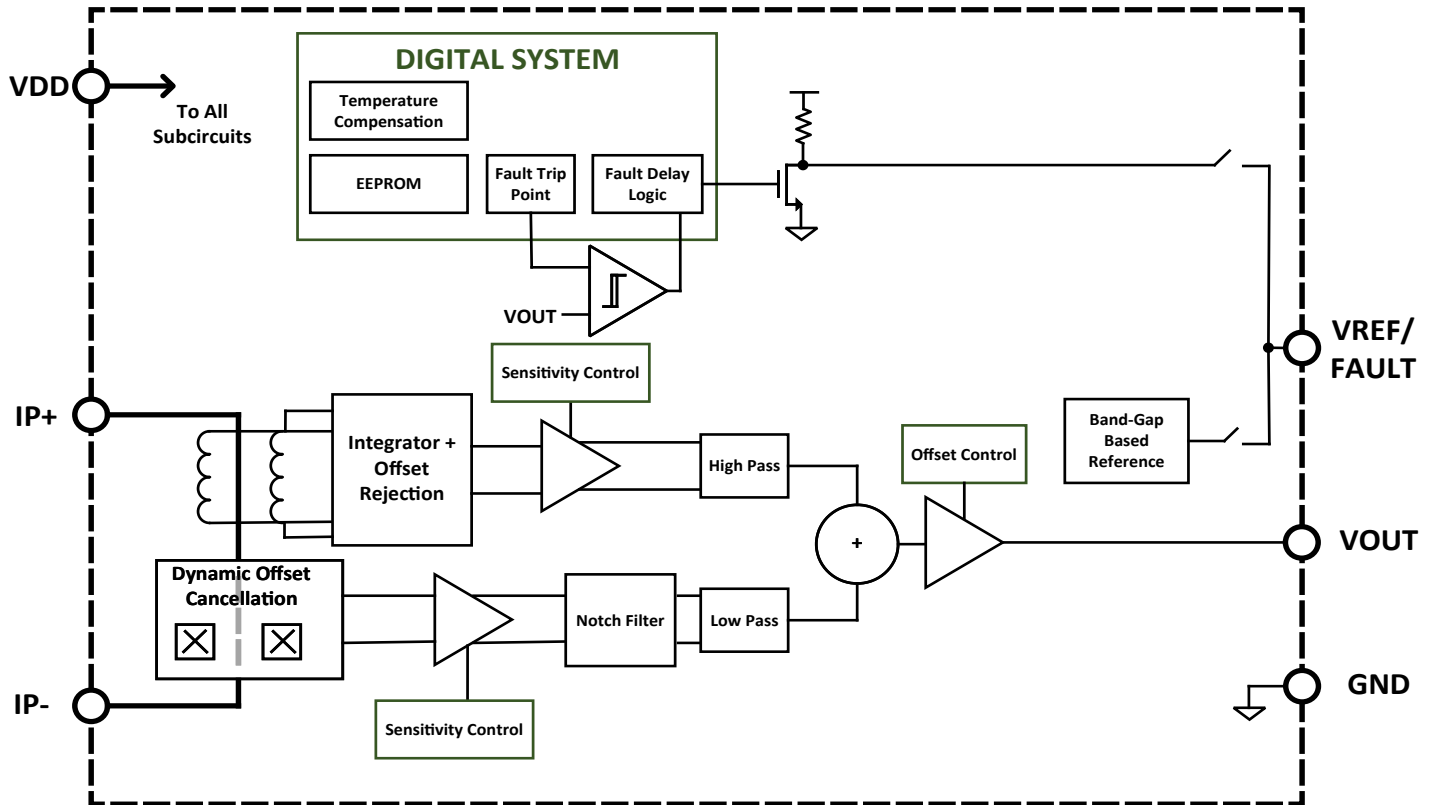 DIGITAL SYSTEM
VDD
To All
Subcircuits
Temperature
Compensation
EEPROM
Fault Trip
Point
Fault Delay
Logic
VOUT
VREF/
FAULT
Sensitivity Control
IP+
Integrator +
Offset
Rejection
High Pass
Offset Control
Band-Gap
Based
Reference
+
VOUT
Dynamic Offset
Cancellation
Notch Filter
Low Pass
IP-
Sensitivity Control
GND